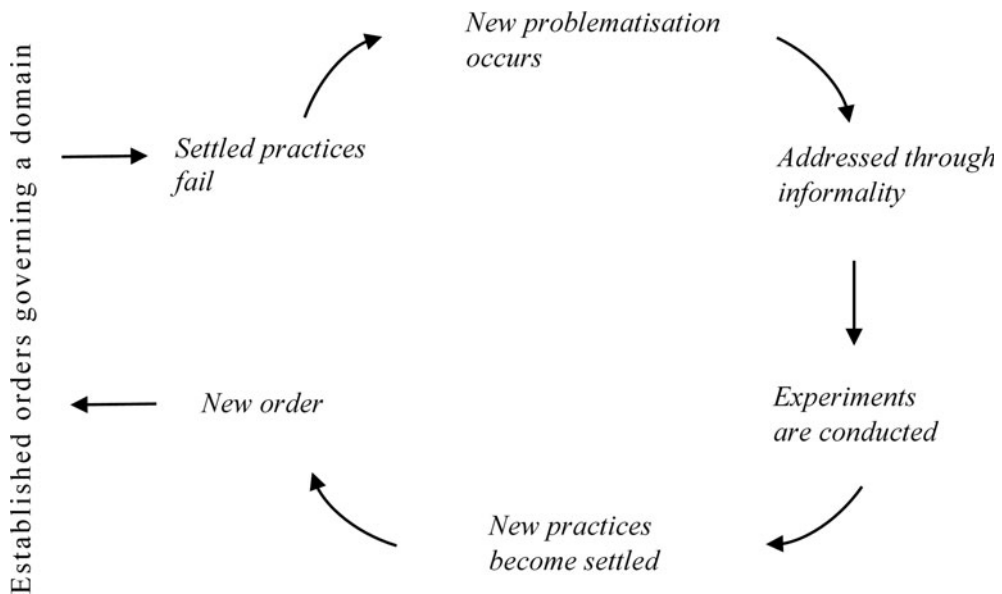 Established orders governing a domain
New problematisation
occurs
Settled practices
fail
Addressed through
informality
New order
Experiments
are conducted
New practices
become settled